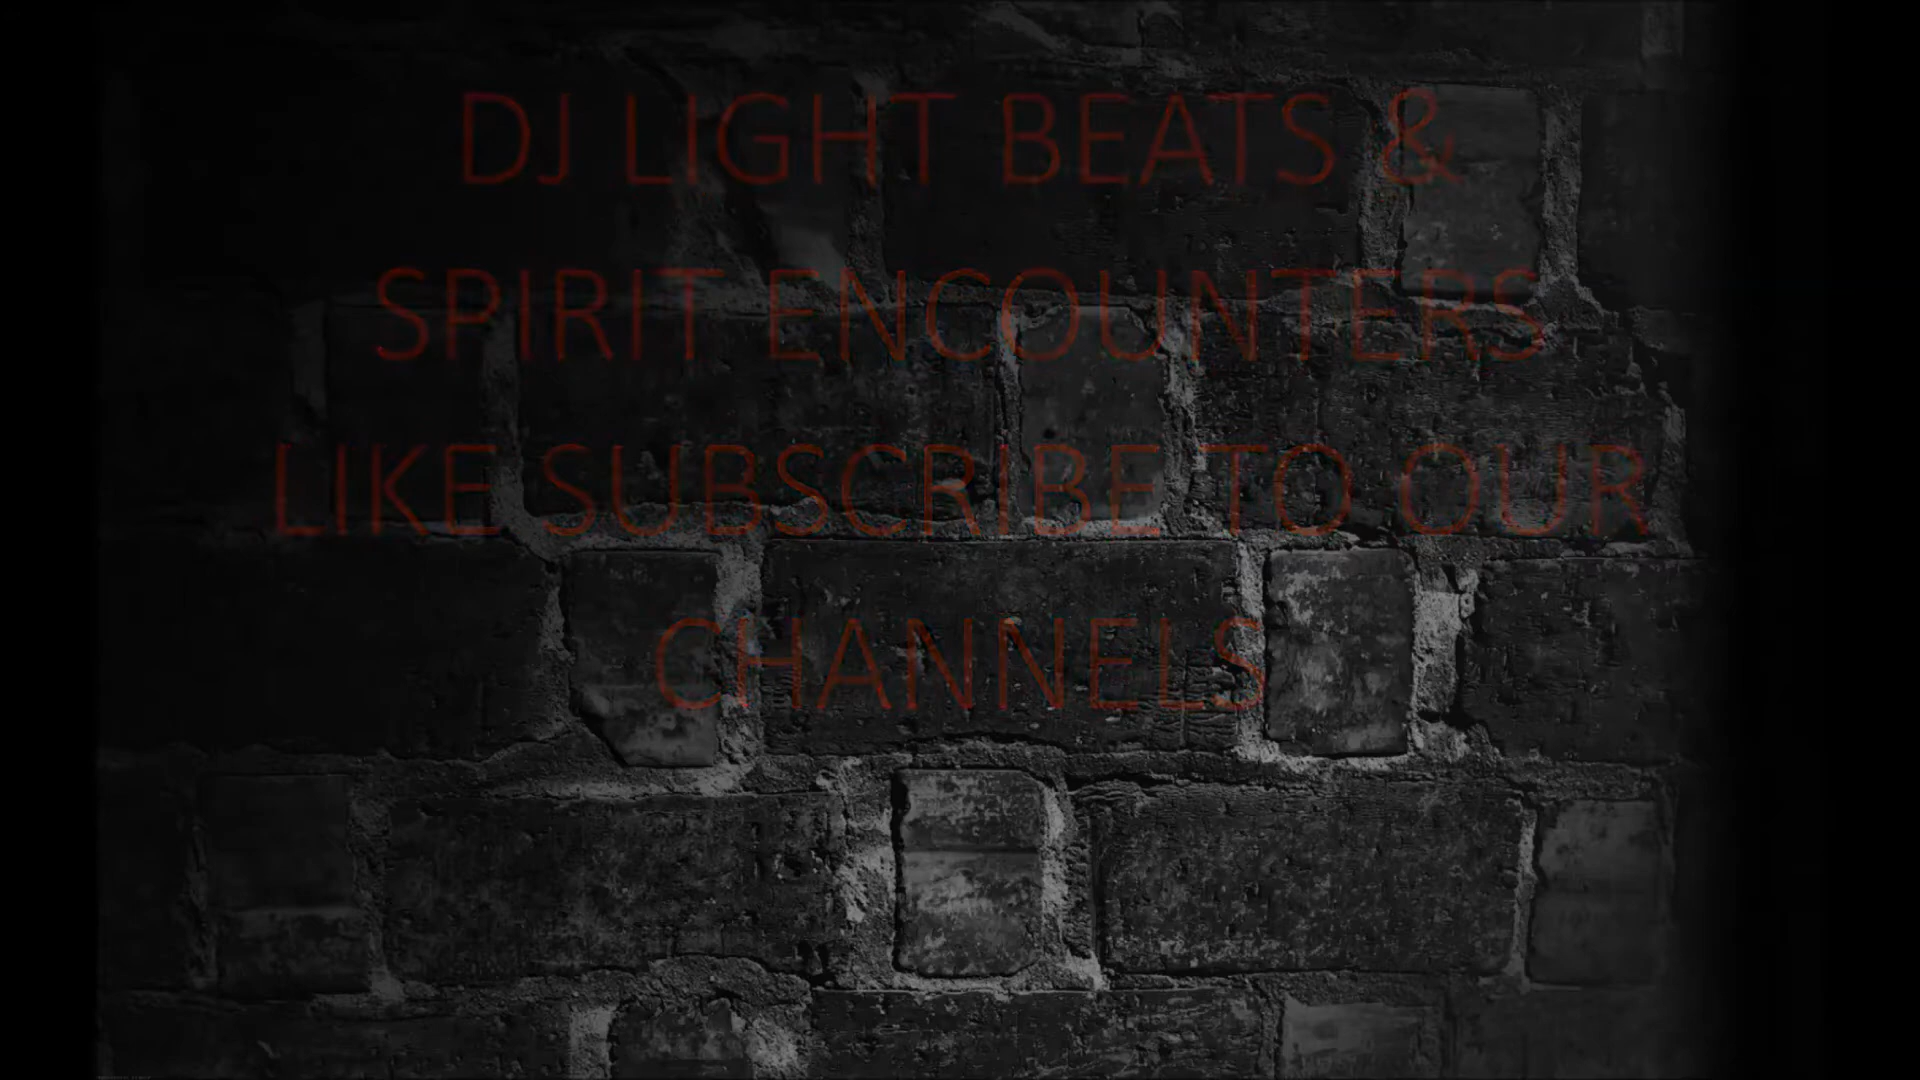 DJ LIGHT BEATS &
SPIRIT ENCOUNTERS
LIKE SUBSCRIBE TO OUR
CHANNELS